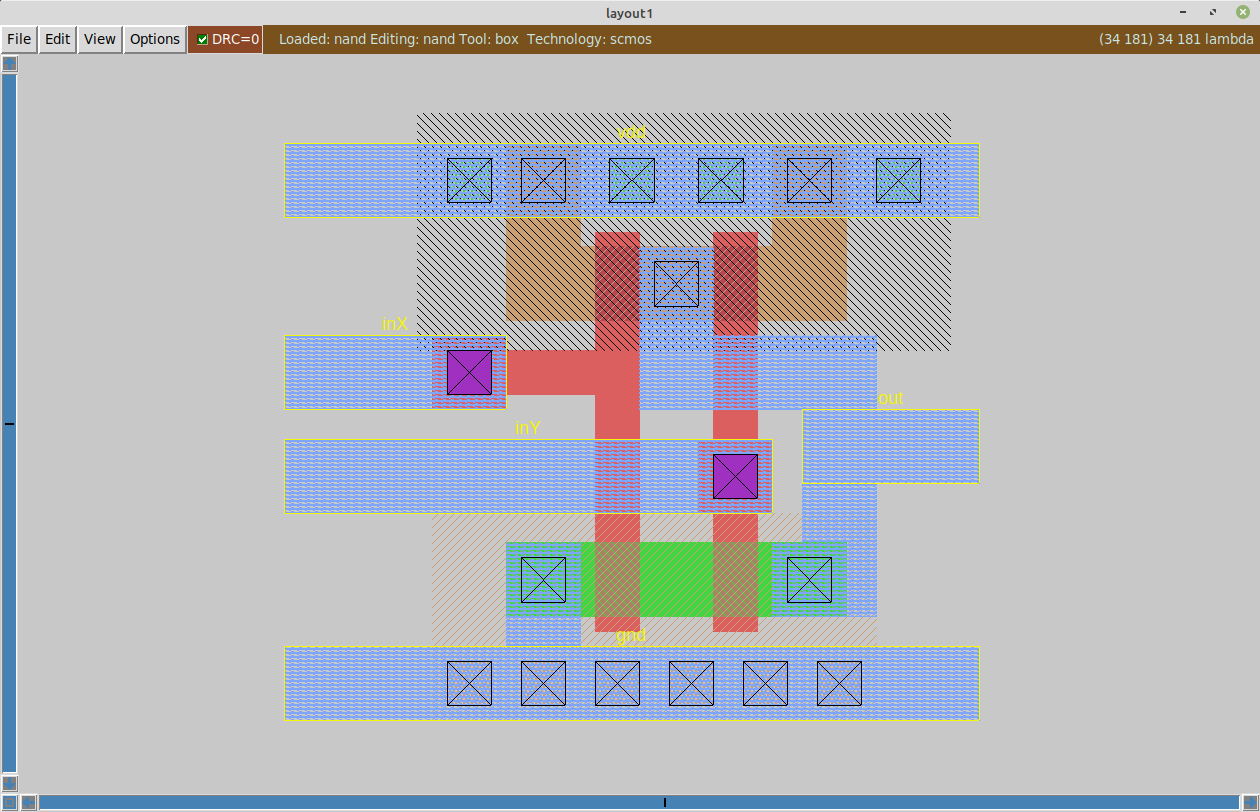 layout1
File Edit View Options DRC=0 Loaded: nand Editing: nand Tool: box Technology: scmos (34 181) 34 181 lambda
vdd
inX
out
inY
gnd